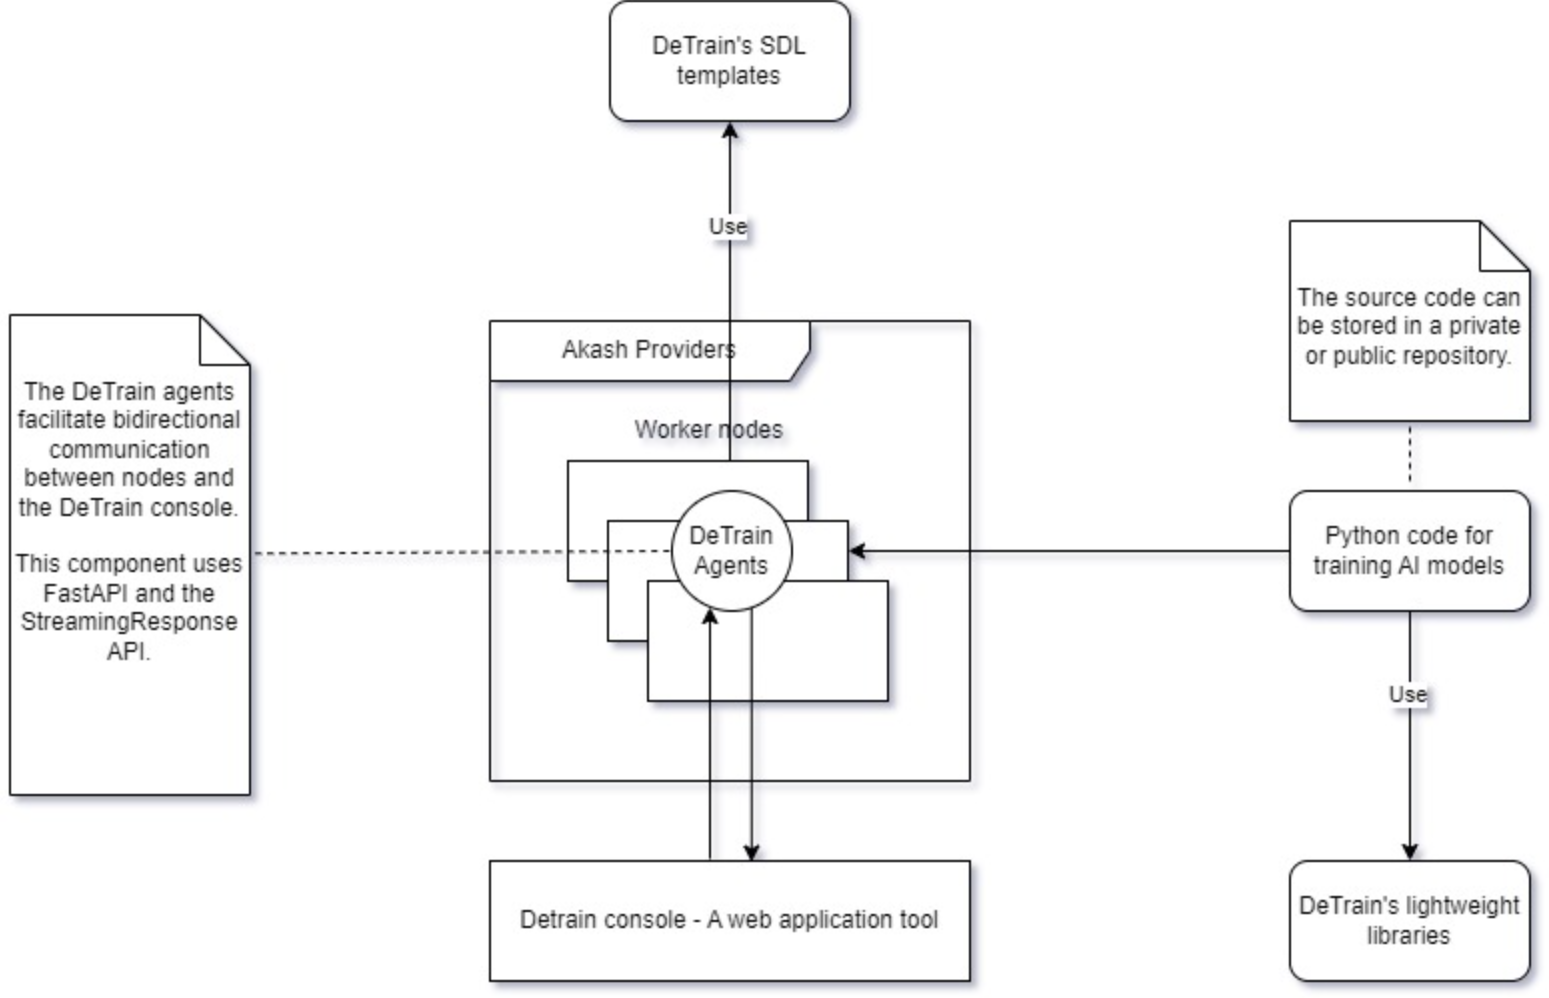 DeTrain's SDL
templates
Use
Akash Providers
Worker nodes
DeTrain
Agents
The DeTrain agents
facilitate bidirectional
communication
between nodes and
the DeTrain console.
This component uses
FastAPI and the
StreamingResponse
API.
The source code can
be stored in a private
or public repository.
Python code for
training AI models
Use
Detrain console - A web application tool
DeTrain's lightweight
libraries